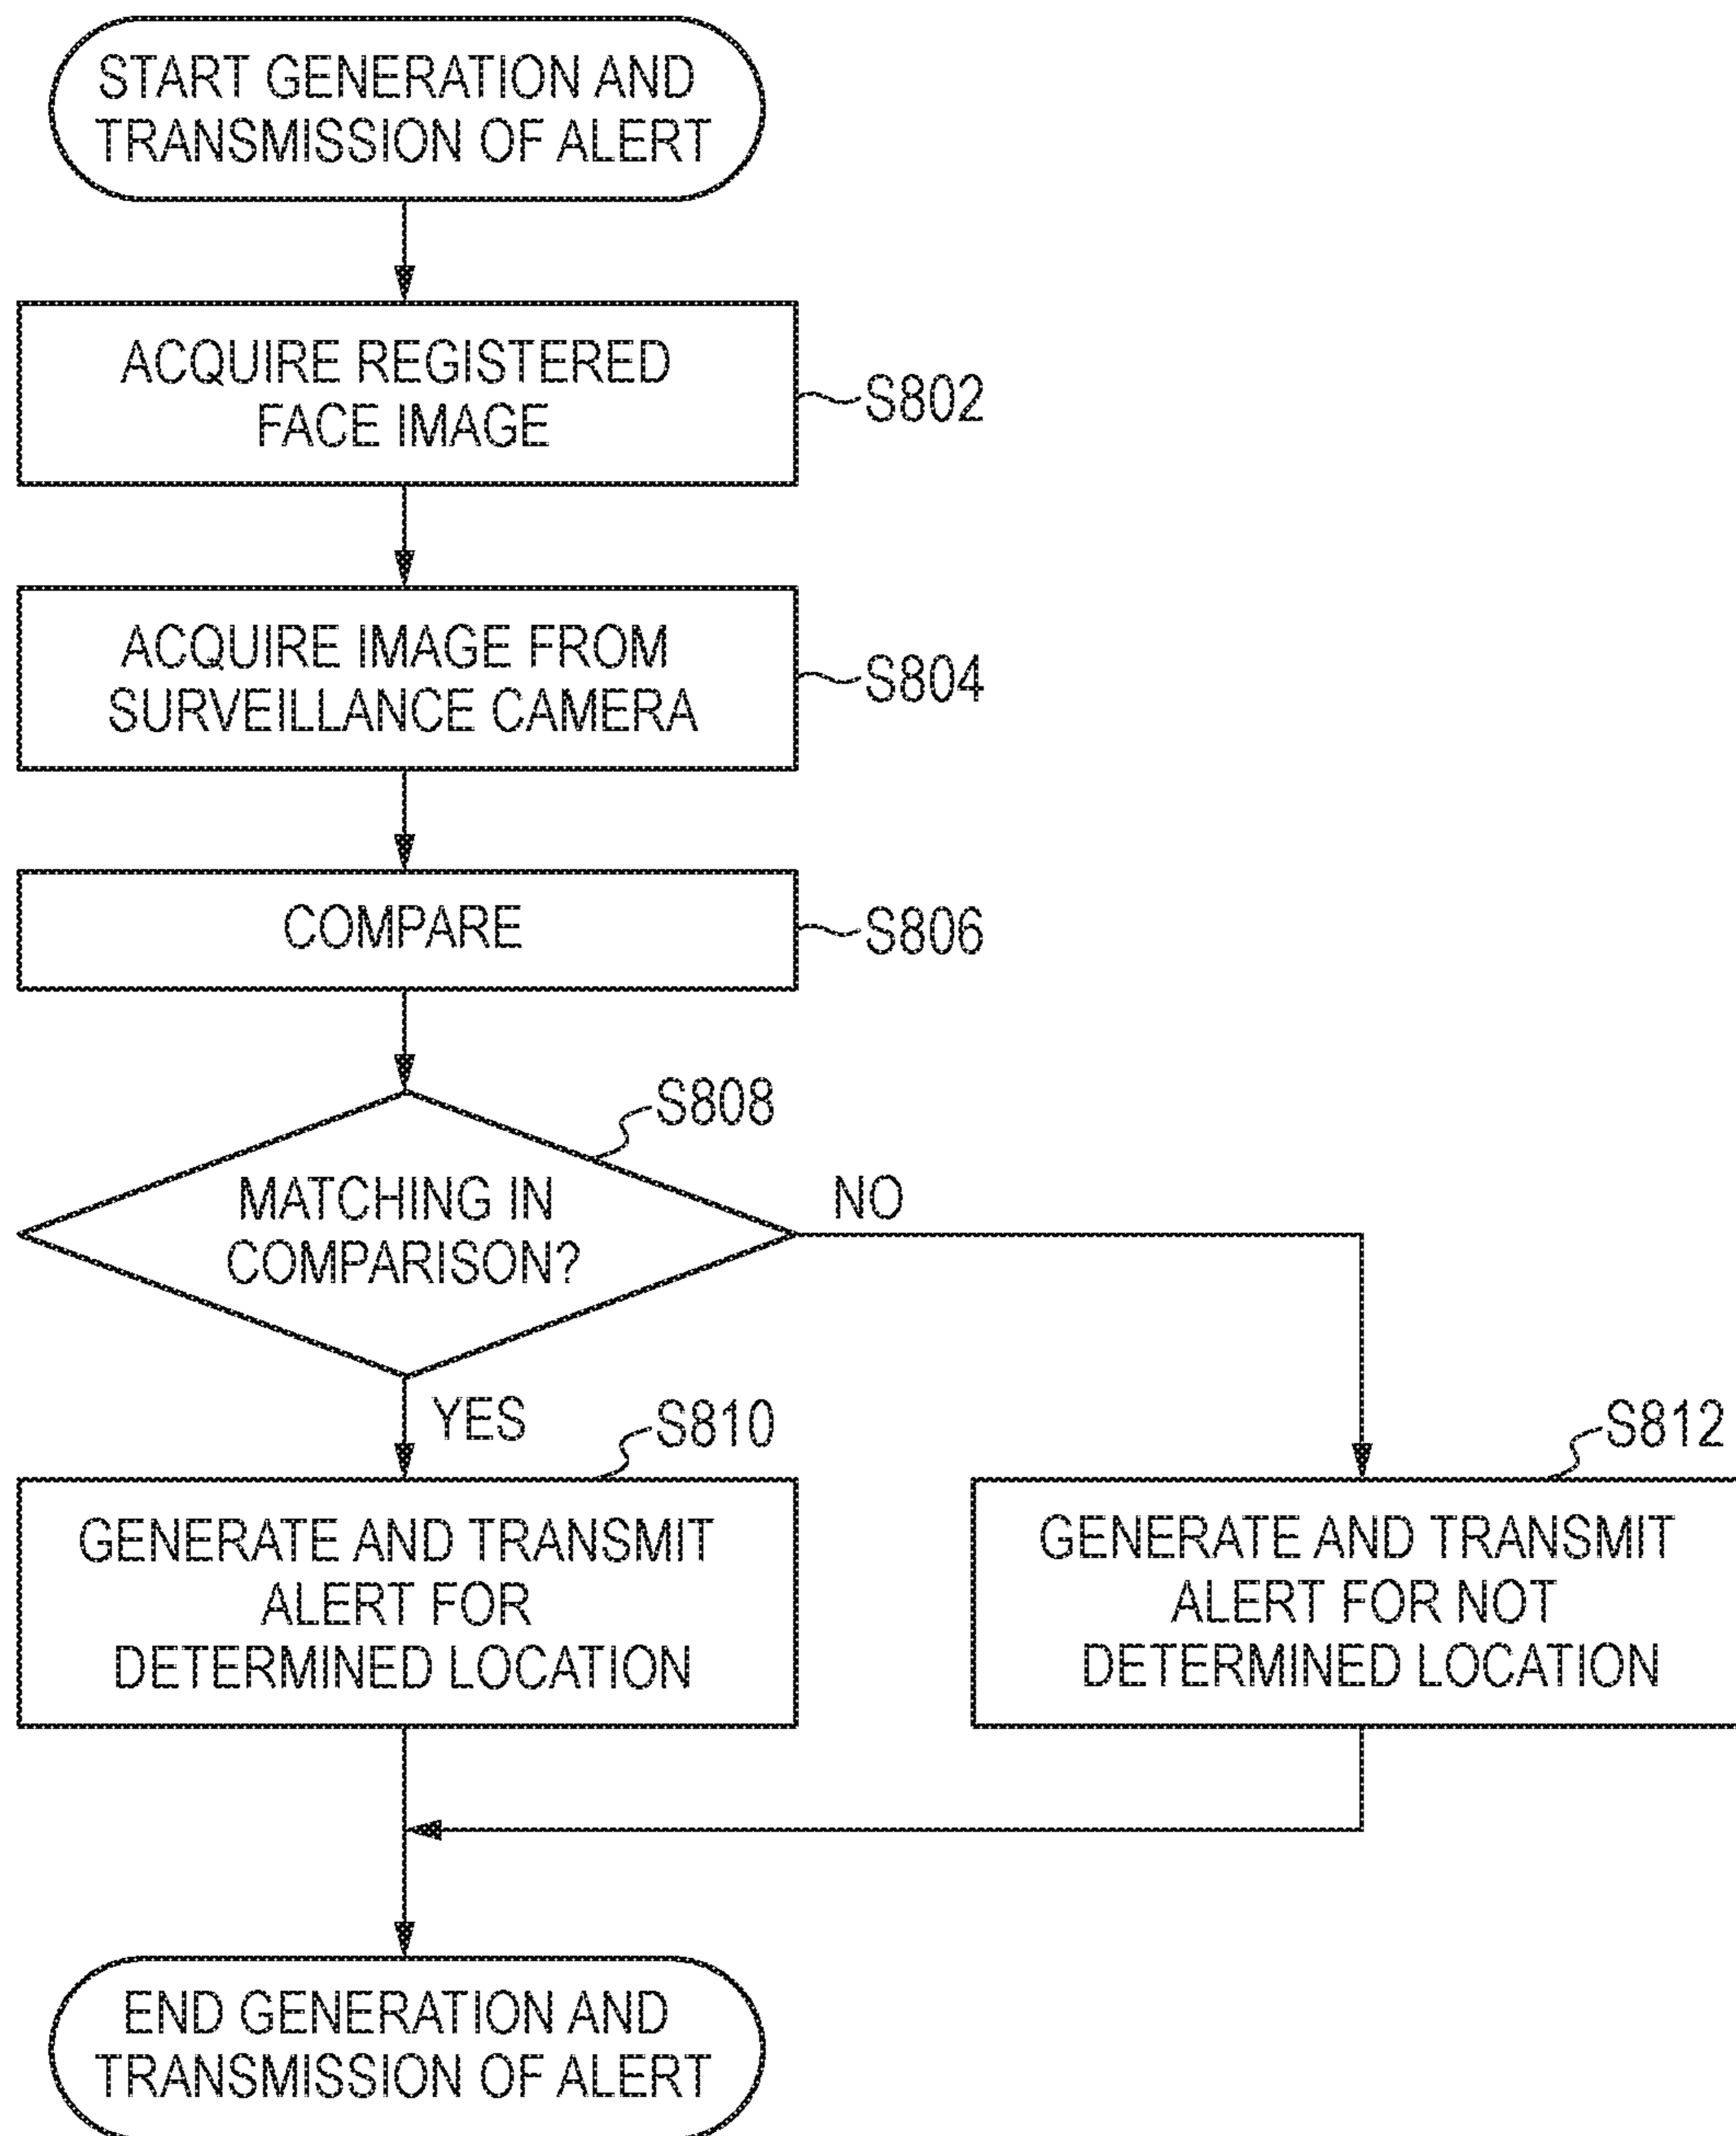 START GENERATION AND
TRANSMISSION OF ALERT
ACQUIRE REGISTERED
FACE IMAGE
S802
ACQUIRE IMAGE FROM
SURVEILLANCE CAMERA
S804
COMPARE
S806
S808
MATCHING IN
COMPARISON?
NO
YES
S810
GENERATE AND TRANSMIT
ALERT FOR
DETERMINED LOCATION
S812
GENERATE AND TRANSMIT
ALERT FOR NOT
DETERMINED LOCATION
END GENERATION AND
TRANSMISSION OF ALERT